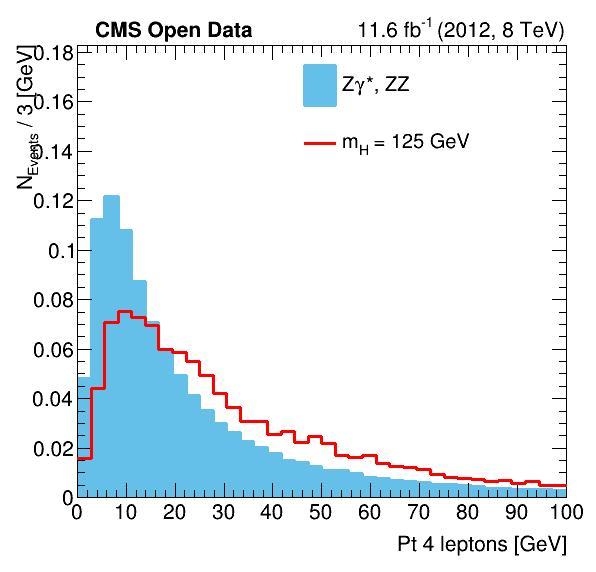 CMS Open Data 11.6 fb⁻¹ (2012, 8 TeV)
N_Events / 3 [GeV]
0.18
0.16
0.14
0.12
0.1
0.08
0.06
0.04
0.02
0
Zγ*, ZZ
m_H = 125 GeV
0 10 20 30 40 50 60 70 80 90 100
Pt 4 leptons [GeV]